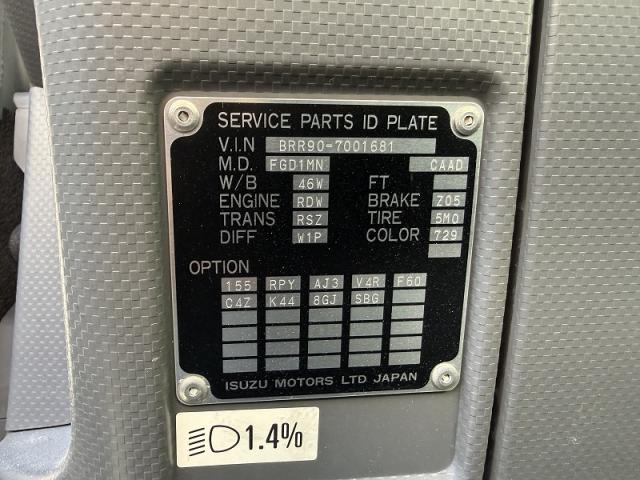 SERVICE PARTS ID PLATE
V.I.N BRR90-7001681
M.D. FGD1MN CAAD
W/B 46W FT
ENGINE RDW BRAKE Z05
TRANS RSZ TIRE 5M0
DIFF W1P COLOR 729
OPTION
155 RPY AJ3 V4R F60
C4Z K44 8GJ SBG
ISUZU MOTORS LTD JAPAN
1.4%